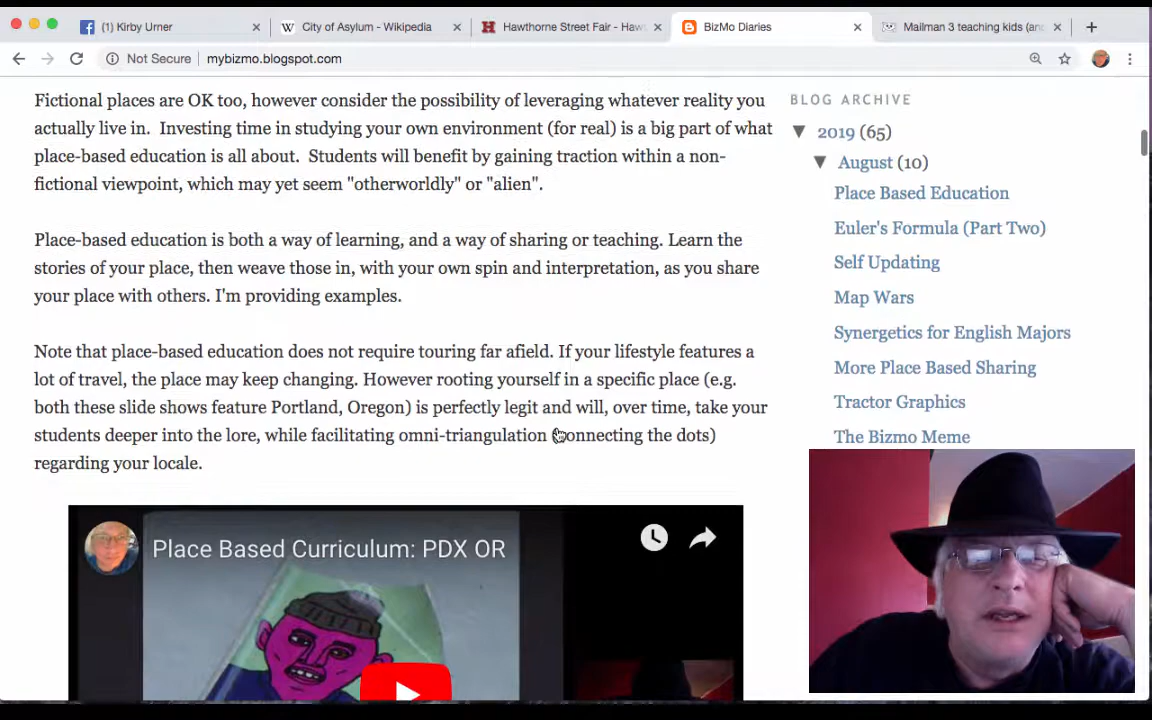 (1) Kirby Urner
City of Asylum - Wikipedia
Hawthorne Street Fair - Haw
BizMo Diaries
Mailman 3 teaching kids (an
Not Secure
mybizmo.blogspot.com
Fictional places are OK too, however consider the possibility of leveraging whatever reality you
actually live in. Investing time in studying your own environment (for real) is a big part of what
place-based education is all about. Students will benefit by gaining traction within a non-
fictional viewpoint, which may yet seem "otherworldly" or "alien".
Place-based education is both a way of learning, and a way of sharing or teaching. Learn the
stories of your place, then weave those in, with your own spin and interpretation, as you share
your place with others. I'm providing examples.
Note that place-based education does not require touring far afield. If your lifestyle features a
lot of travel, the place may keep changing. However rooting yourself in a specific place (e.g.
both these slide shows feature Portland, Oregon) is perfectly legit and will, over time, take your
students deeper into the lore, while facilitating omni-triangulation (connecting the dots)
regarding your locale.
Place Based Curriculum: PDX OR
BLOG ARCHIVE
▼ 2019 (65)
▼ August (10)
Place Based Education
Euler's Formula (Part Two)
Self Updating
Map Wars
Synergetics for English Majors
More Place Based Sharing
Tractor Graphics
The Bizmo Meme